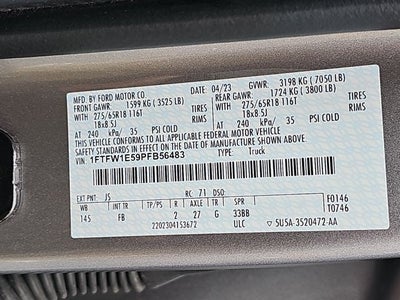 MFD. BY FORD MOTOR CO.
04/23 GVWR: 3198 KG ( 7050 LB)
FRONT GAWR: 1599 KG ( 3525 LB) REAR GAWR: 1724 KG ( 3800 LB)
WITH 275/65R18 116T TIRES WITH 275/65R18 116T TIRES
18x8.5J RIMS 18x8.5J RIMS
AT 240 kPa/ 35 PSI COLD AT 240 kPa/ 35 PSI COLD
THIS VEHICLE CONFORMS TO ALL APPLICABLE FEDERAL MOTOR VEHICLE
SAFETY STANDARDS IN EFFECT ON THE DATE OF MANUFACTURE SHOWN ABOVE.
VIN: 1FTFW1E59PFB56483 TYPE: Truck
EXT PNT: JS RC: 71 DSO: F0146
WB INT TR TP/PS R AXLE TR SPR T0746
145 FB 2 27 G 33BB
2202304153672 ULC 5U5A-3520472-AA